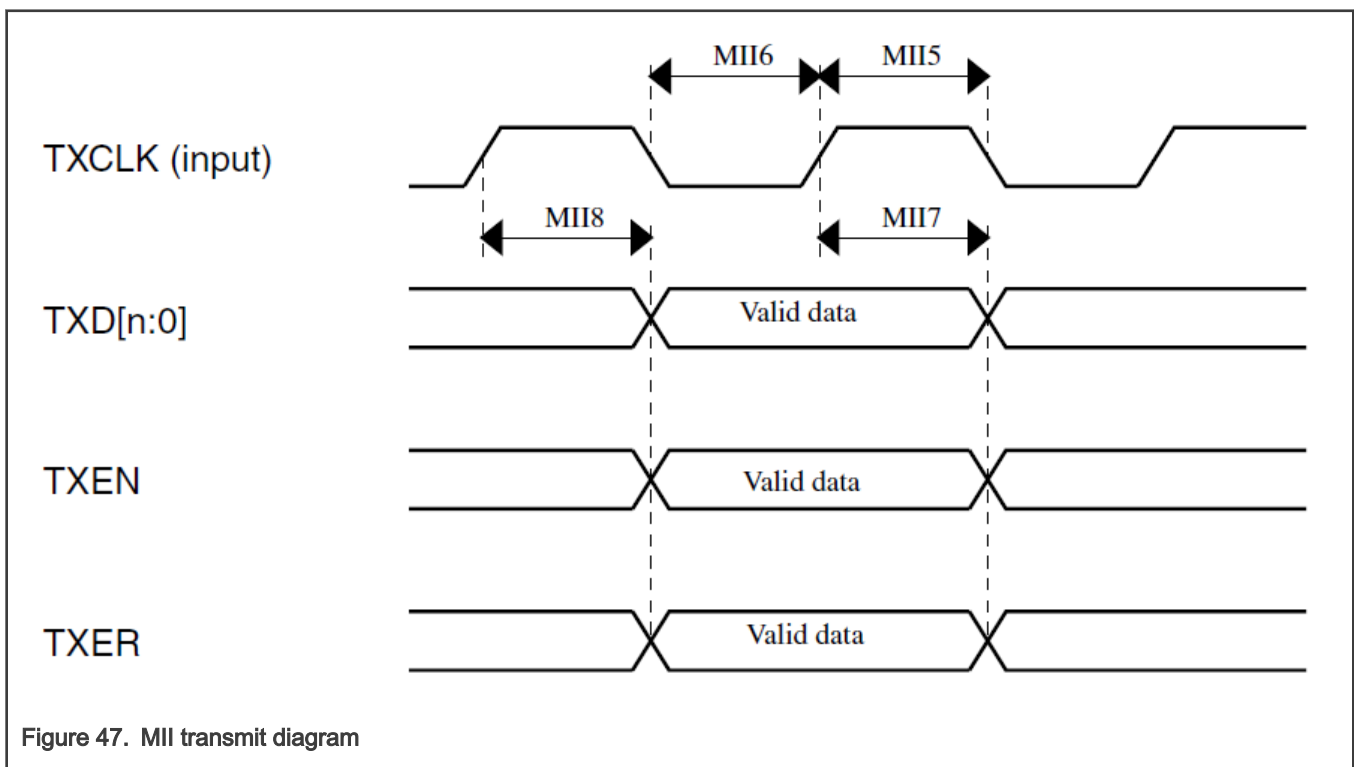 MII6 MII5
TXCLK (input)
MII8 MII7
TXD[n:0] Valid data
TXEN Valid data
TXER Valid data
Figure 47. MII transmit diagram